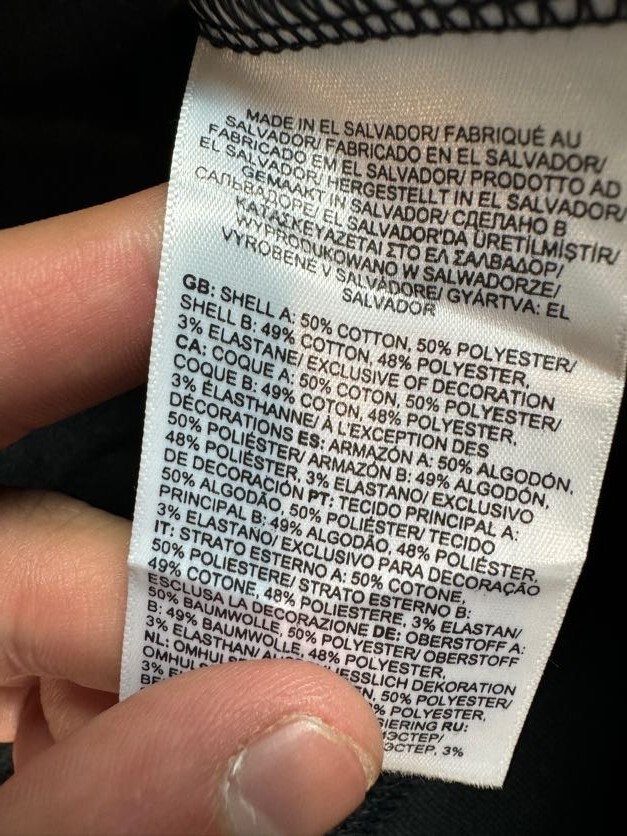 MADE IN EL SALVADOR/ FABRIQUÉ AU
SALVADOR/ FABRICADO EN EL SALVADOR/
FABRICADO EM EL SALVADOR/ PRODOTTO AD
EL SALVADOR/ HERGESTELLT IN EL SALVADOR/
GEMAAKT IN SALVADOR/ СДЕЛАНО В
САЛЬВАДОРЕ/ EL SALVADOR'DA ÜRETİLMİŞTİR/
ΚΑΤΑΣΚΕΥΑΖΕΤΑΙ ΣΤΟ ΕΛ ΣΑΛΒΑΔΟΡ/
WYPRODUKOWANO W SALWADORZE/
VYROBENÉ V SALVÁDORE/ GYÁRTVA: EL
SALVADOR
GB: SHELL A: 50% COTTON, 50% POLYESTER/
SHELL B: 49% COTTON, 48% POLYESTER,
3% ELASTANE/ EXCLUSIVE OF DECORATION
CA: COQUE A: 50% COTON, 50% POLYESTER/
COQUE B: 49% COTON, 48% POLYESTER,
3% ÉLASTHANNE/ À L'EXCEPTION DES
DÉCORATIONS ES: ARMAZÓN A: 50% ALGODÓN,
50% POLIÉSTER/ ARMAZÓN B: 49% ALGODÓN,
48% POLIÉSTER, 3% ELASTANO/ EXCLUSIVO
DE DECORACIÓN PT: TECIDO PRINCIPAL A:
50% ALGODÃO, 50% POLIÉSTER/ TECIDO
PRINCIPAL B: 49% ALGODÃO, 48% POLIÉSTER,
3% ELASTANO/ EXCLUSIVO PARA DECORAÇÃO
IT: STRATO ESTERNO A: 50% COTONE,
50% POLIESTERE/ STRATO ESTERNO B:
49% COTONE, 48% POLIESTERE, 3% ELASTAN/
ESCLUSA LA DECORAZIONE DE: OBERSTOFF A:
50% BAUMWOLLE, 50% POLYESTER/ OBERSTOFF
B: 49% BAUMWOLLE, 48% POLYESTER,
3% ELASTHAN/ DEKORATION
NL: 50% POLYESTER/
3% POLYESTER,
RU:
3%